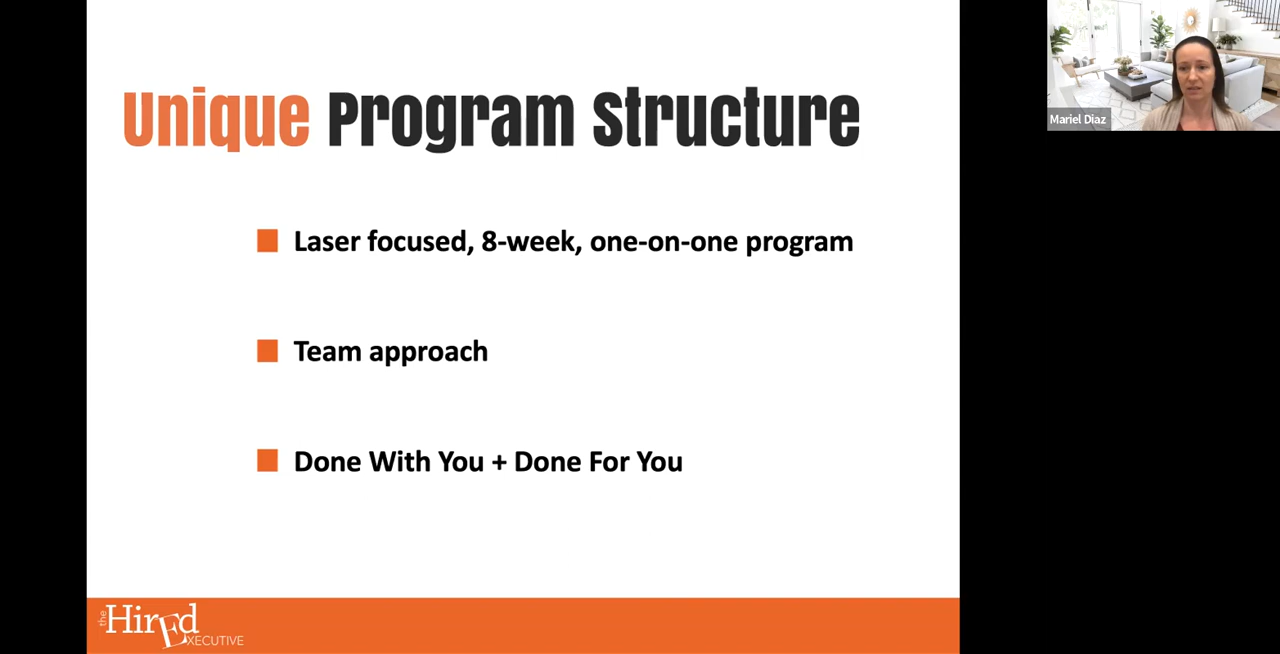 Unique Program Structure
Laser focused, 8-week, one-on-one program
Team approach
Done With You + Done For You
the HirEd EXECUTIVE
Mariel Diaz